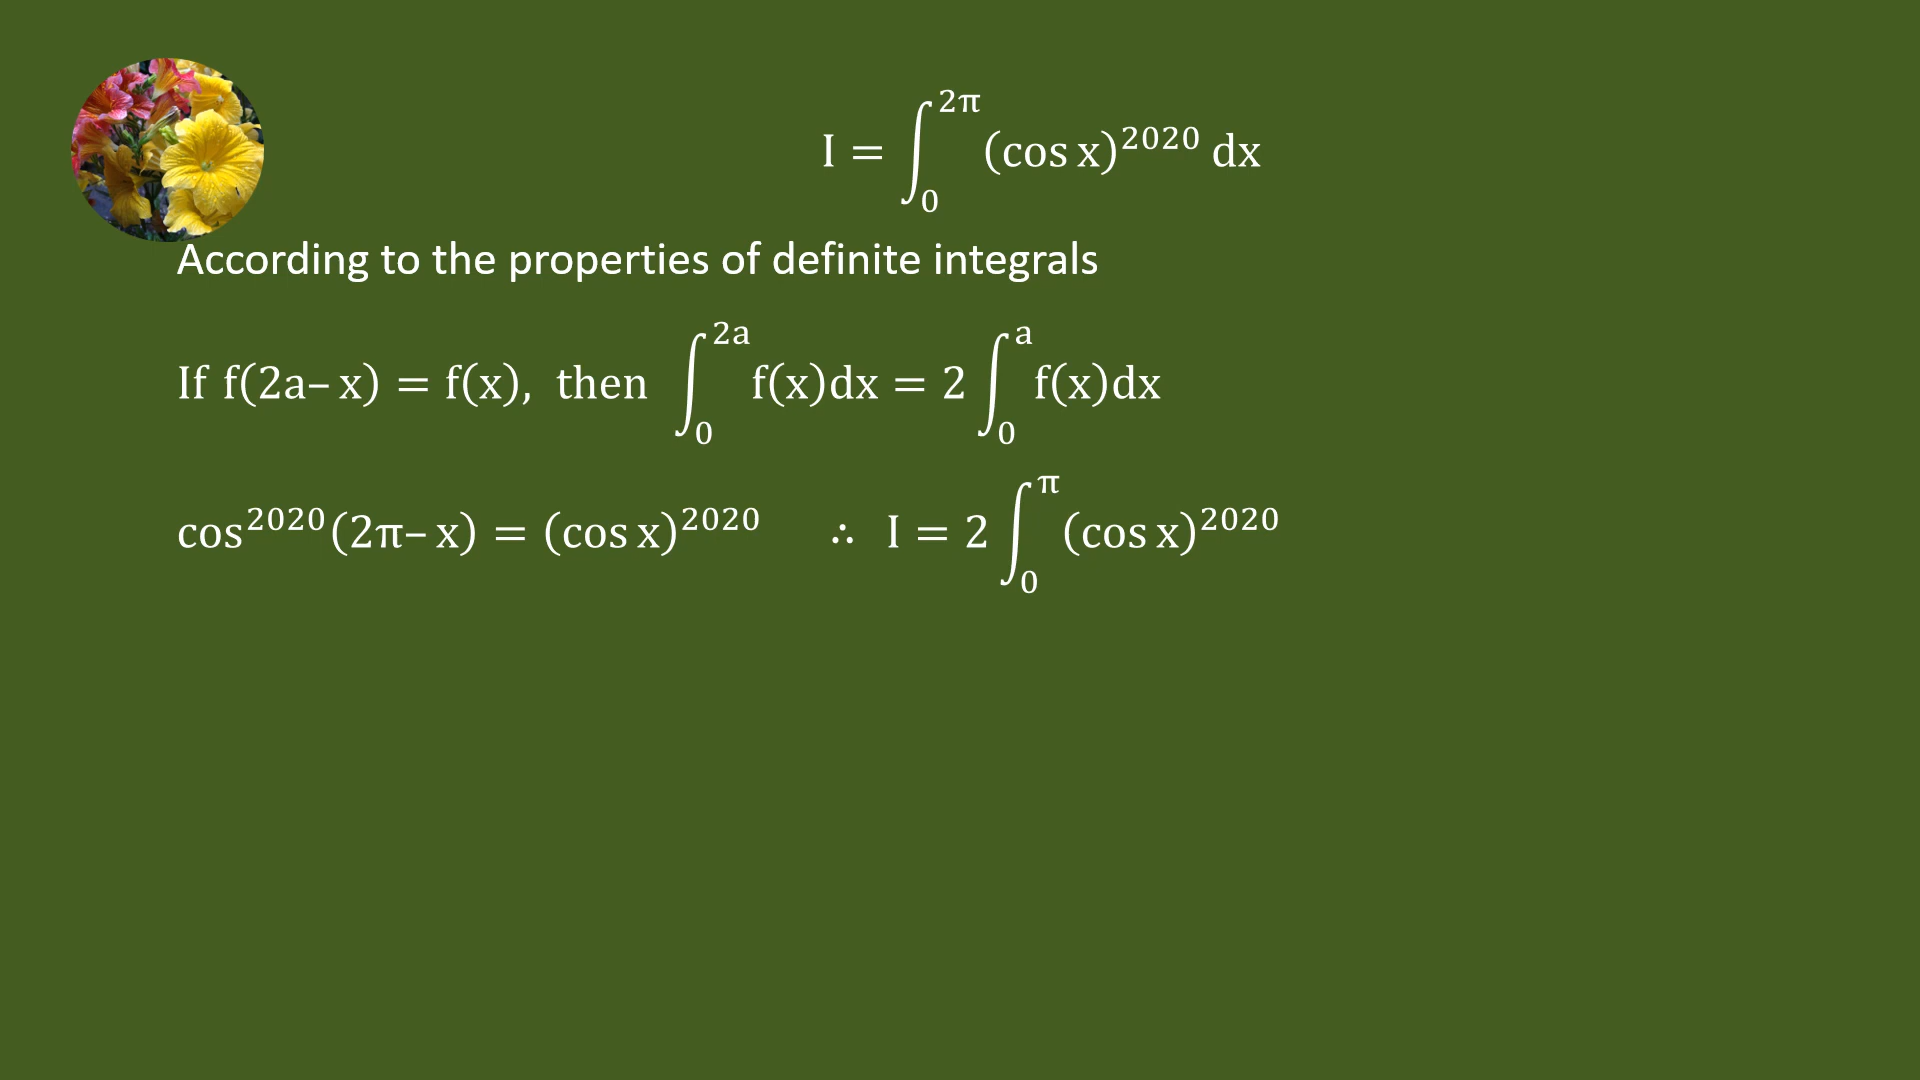 I = ∫₀^{2π} (cos x)^{2020} dx
According to the properties of definite integrals
If f(2a– x) = f(x), then ∫₀^{2a} f(x)dx = 2 ∫₀^{a} f(x)dx
cos^{2020}(2π– x) = (cos x)^{2020} ∴ I = 2 ∫₀^{π} (cos x)^{2020}